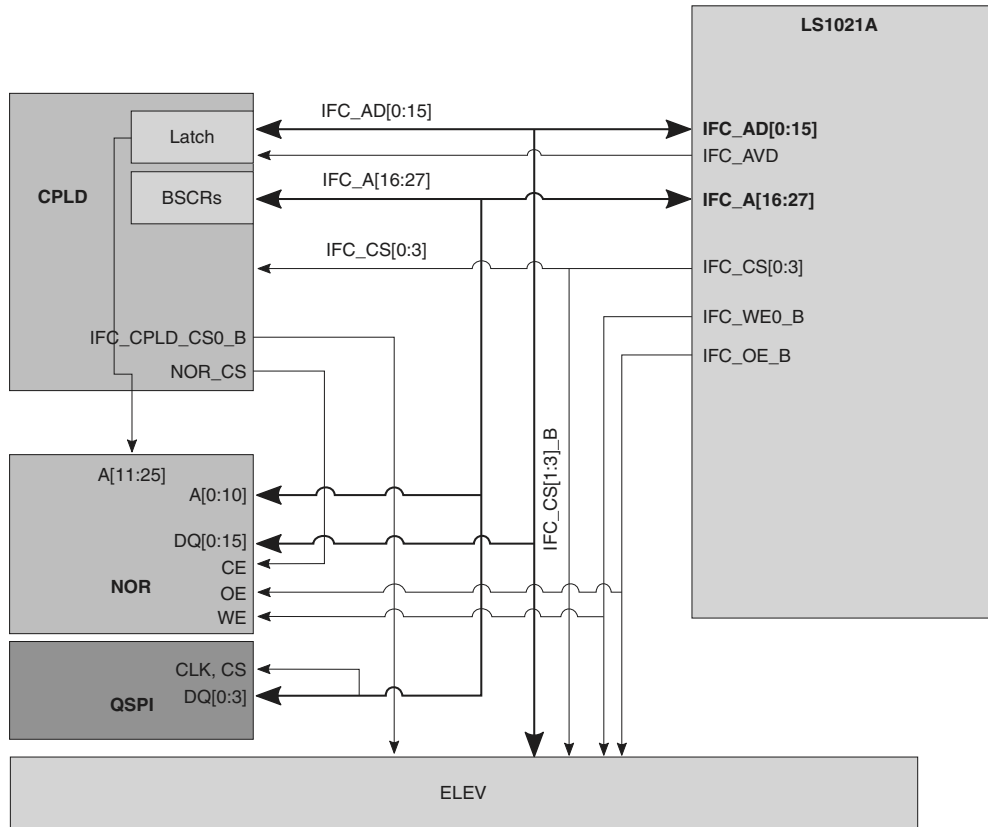 LS1021A
IFC_AD[0:15]
Latch
IFC_AD[0:15]
IFC_AVD
CPLD
BSCRs
IFC_A[16:27]
IFC_A[16:27]
IFC_CS[0:3]
IFC_CS[0:3]
IFC_WE0_B
IFC_CPLD_CS0_B
IFC_OE_B
NOR_CS
IFC_CS[1:3]_B
A[11:25]
A[0:10]
DQ[0:15]
CE
NOR
OE
WE
CLK, CS
QSPI
DQ[0:3]
ELEV